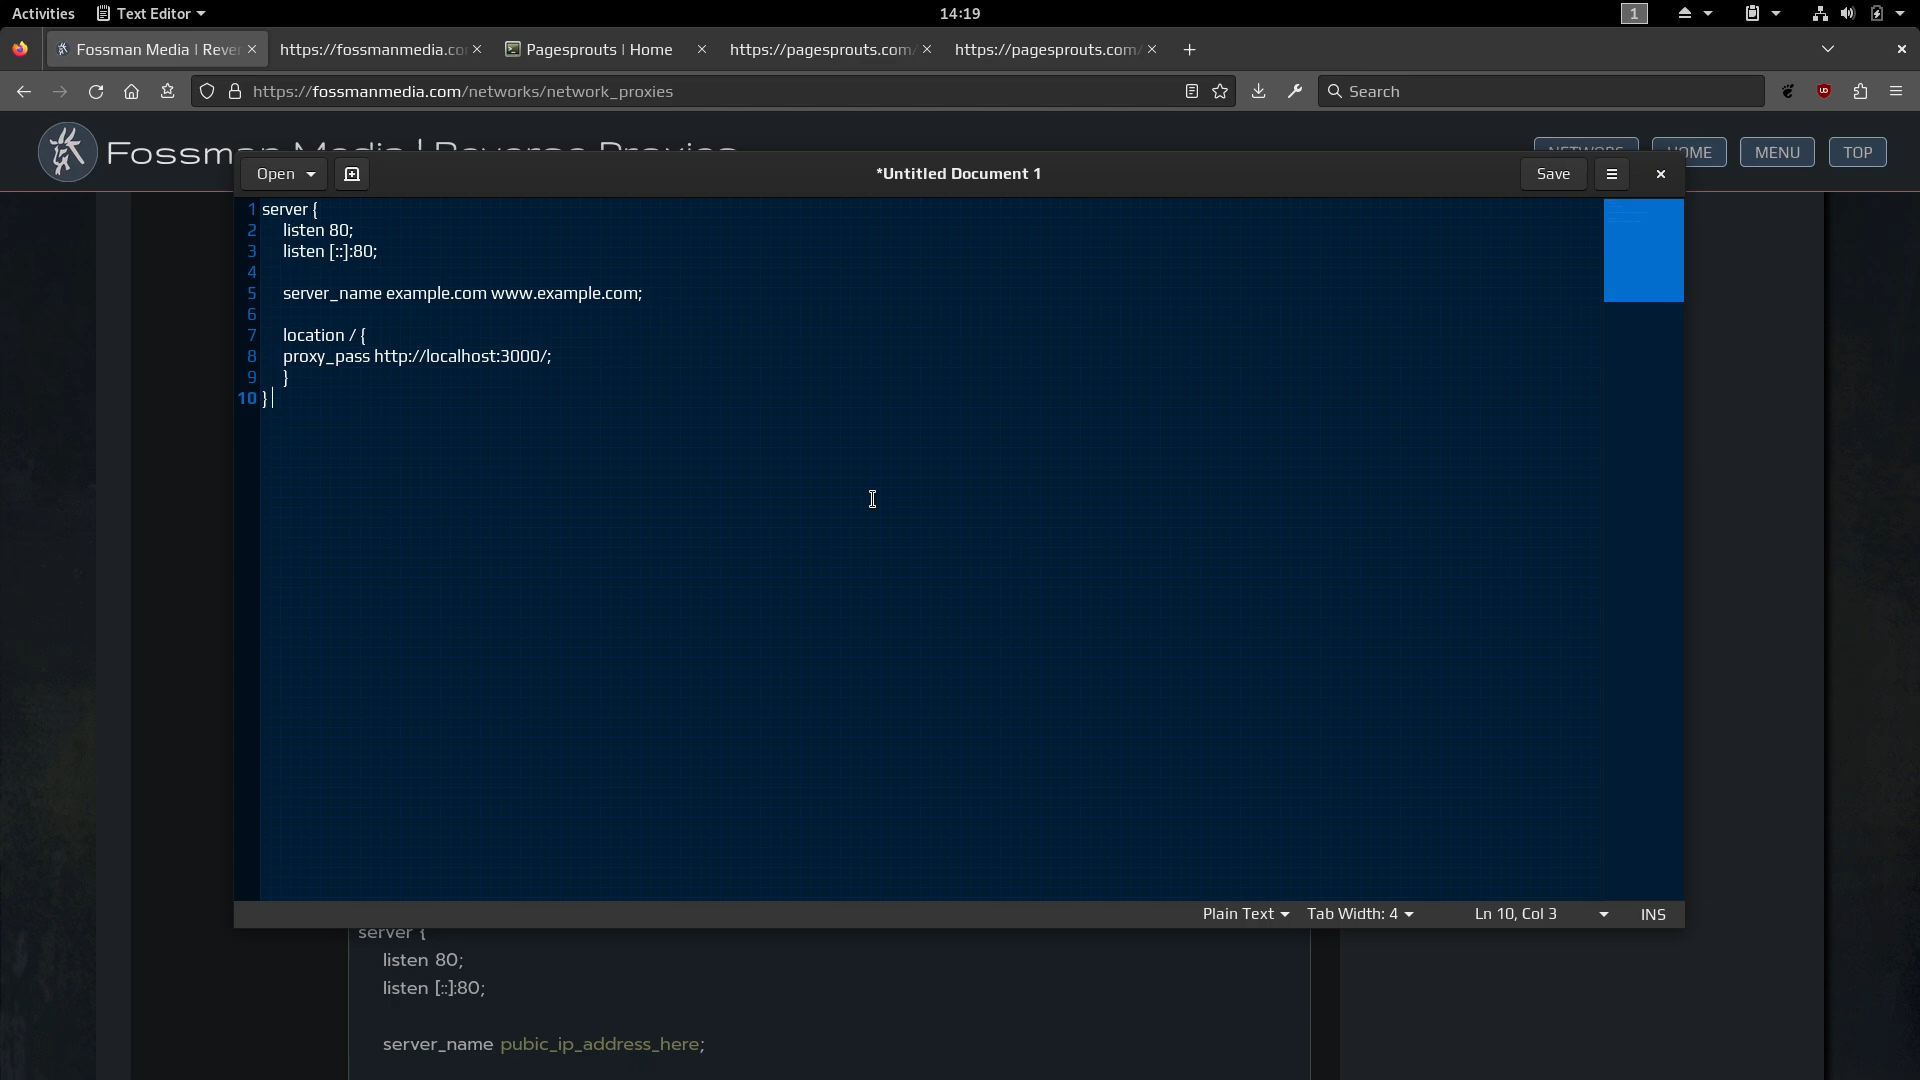 Activities Text Editor 14:19 1
Fossman Media | Rever https://fossmanmedia.co Pagesprouts | Home https://pagesprouts.com/ https://pagesprouts.com/
https://fossmanmedia.com/networks/network_proxies Search
Fossman Media | Reverse Proxies NETWORK HOME MENU TOP
Open *Untitled Document 1 Save
1 server {
2 listen 80;
3 listen [::]:80;
4
5 server_name example.com www.example.com;
6
7 location / {
8 proxy_pass http://localhost:3000/;
9 }
10 }
Plain Text Tab Width: 4 Ln 10, Col 3 INS
server {
listen 80;
listen [::]:80;
server_name pubic_ip_address_here;